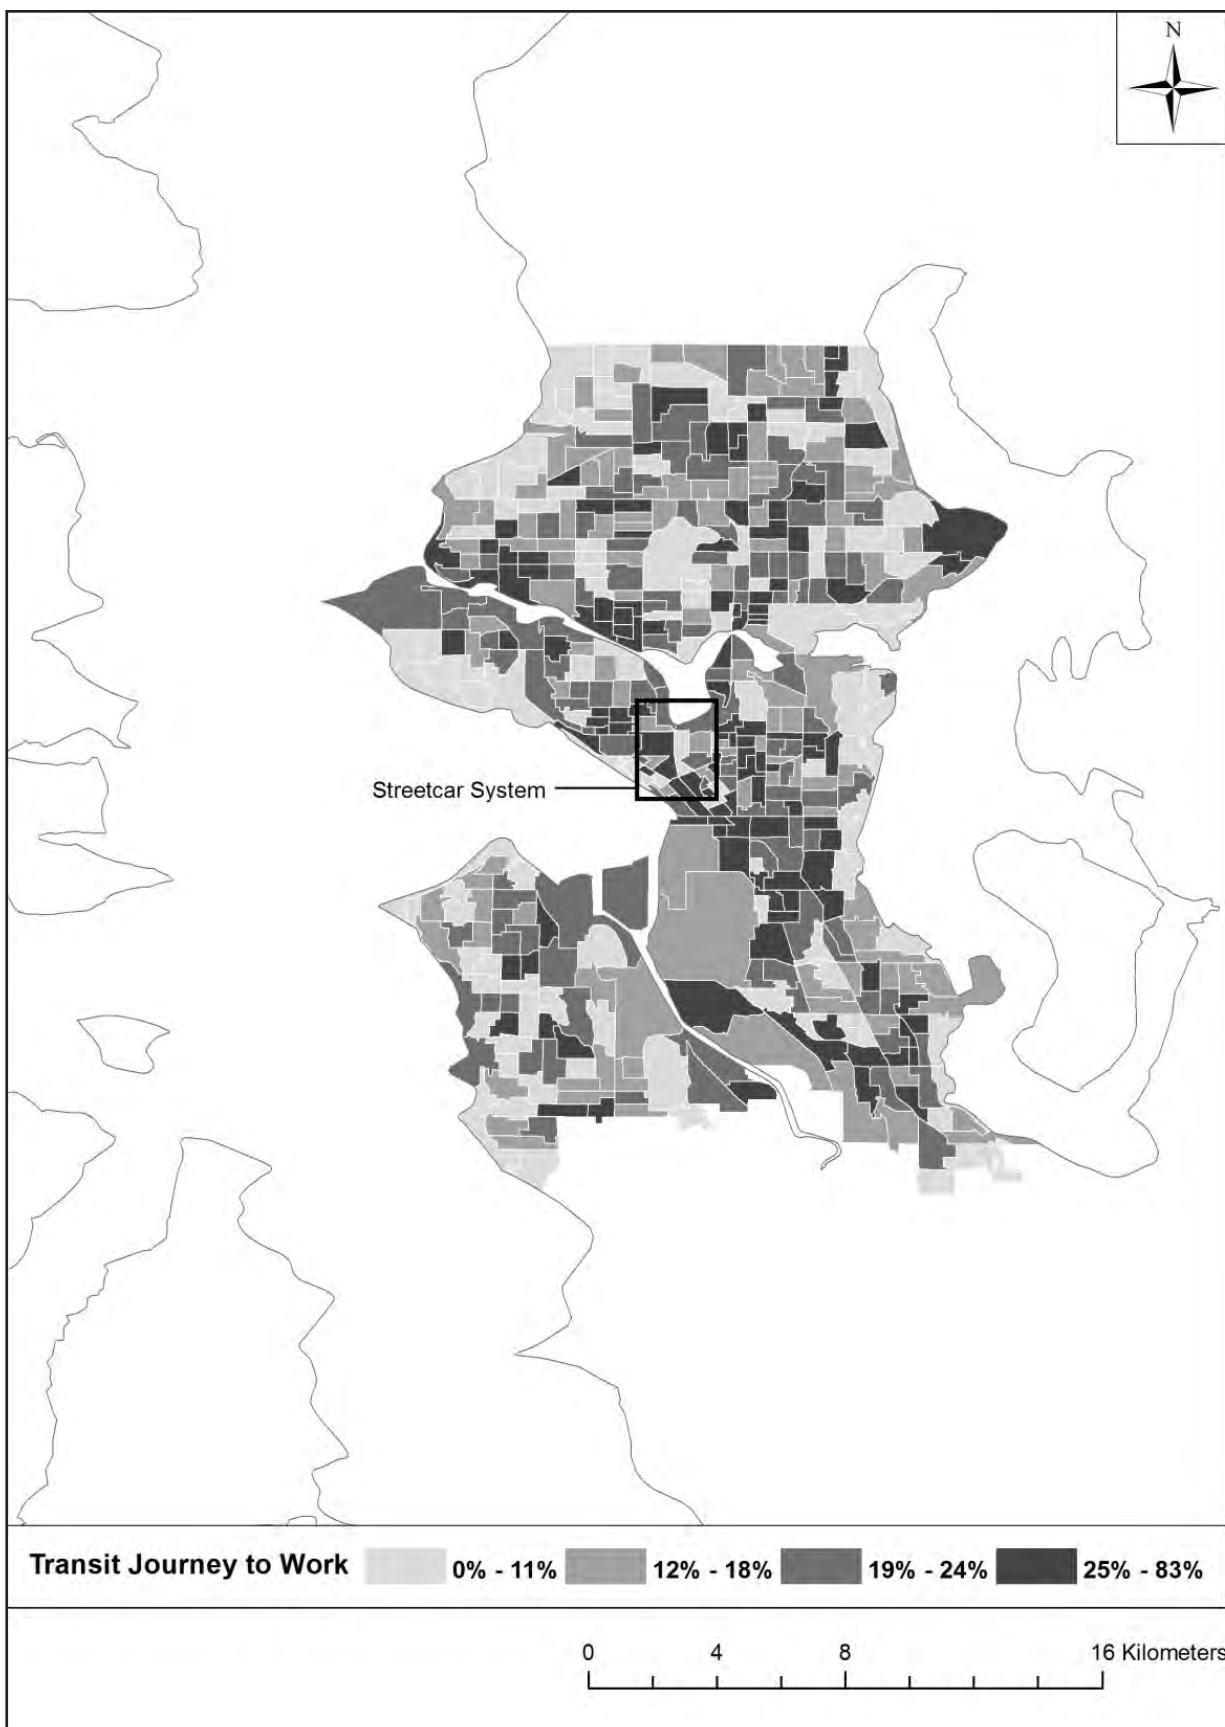 N
Streetcar System
Transit Journey to Work 0% - 11% 12% - 18% 19% - 24% 25% - 83%
0 4 8 16 Kilometers